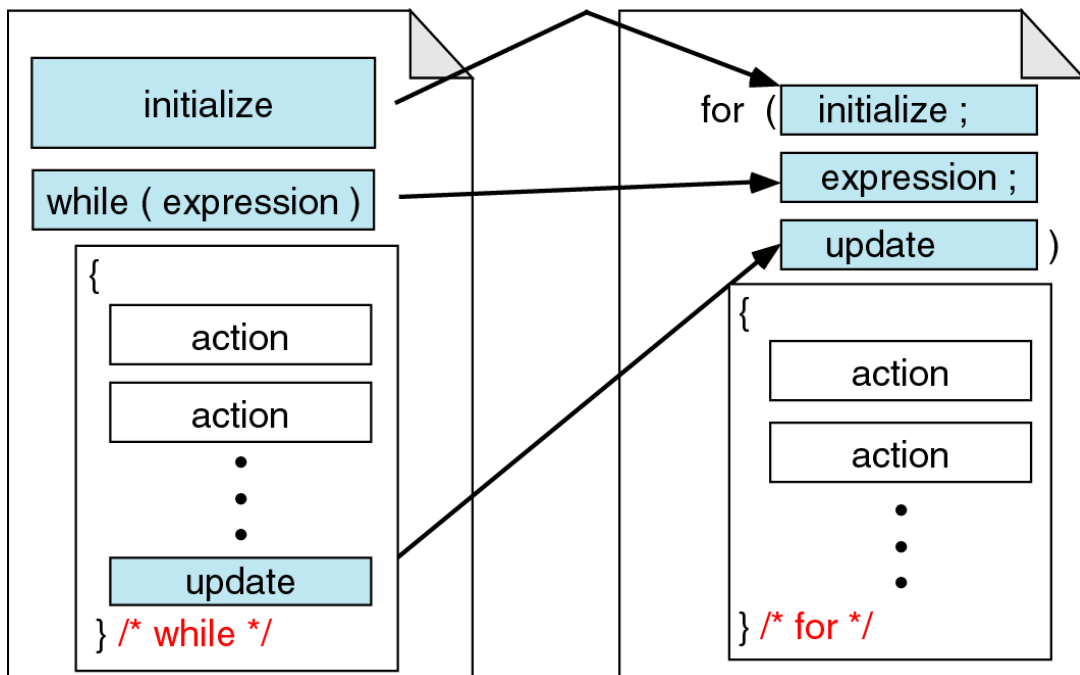 initialize
while ( expression )
{
action
action
update
} /* while */
for ( initialize ;
expression ;
update )
{
action
action
} /* for */